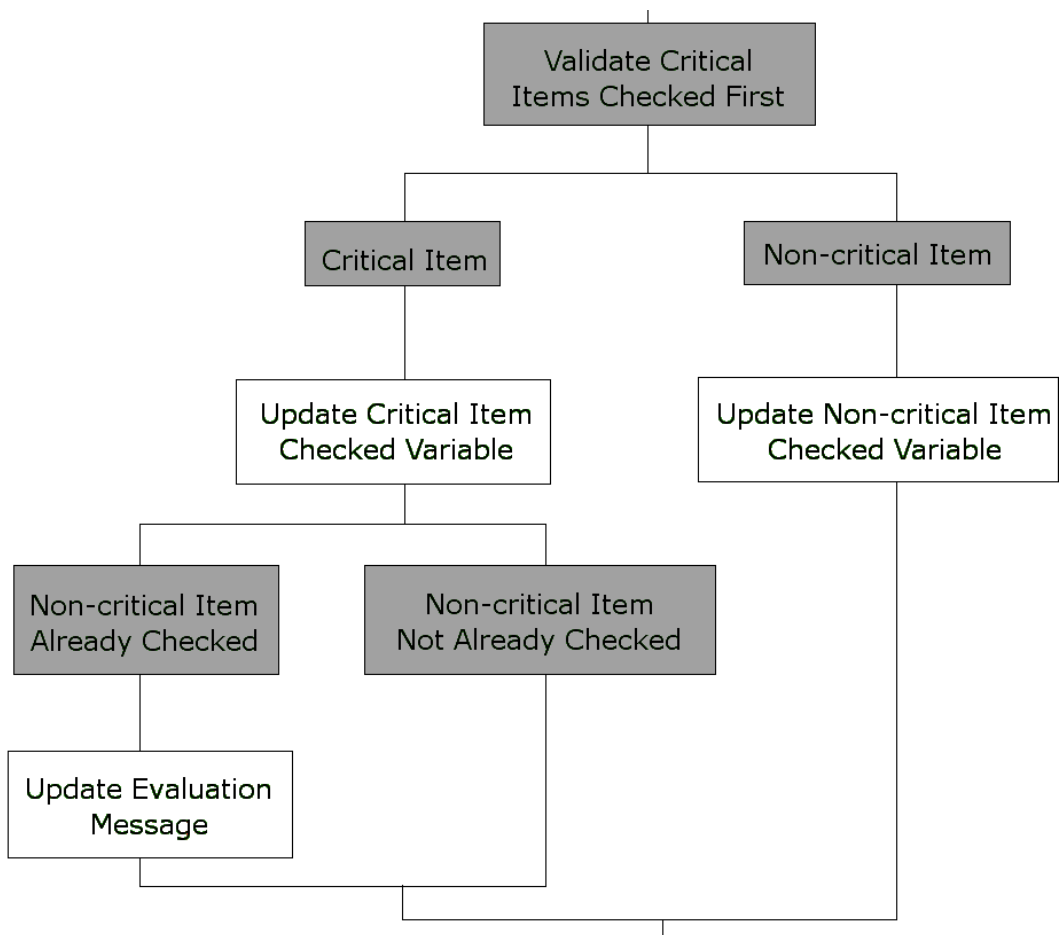 Validate Critical
Items Checked First
Critical Item
Non-critical Item
Update Critical Item
Checked Variable
Update Non-critical Item
Checked Variable
Non-critical Item
Already Checked
Non-critical Item
Not Already Checked
Update Evaluation
Message